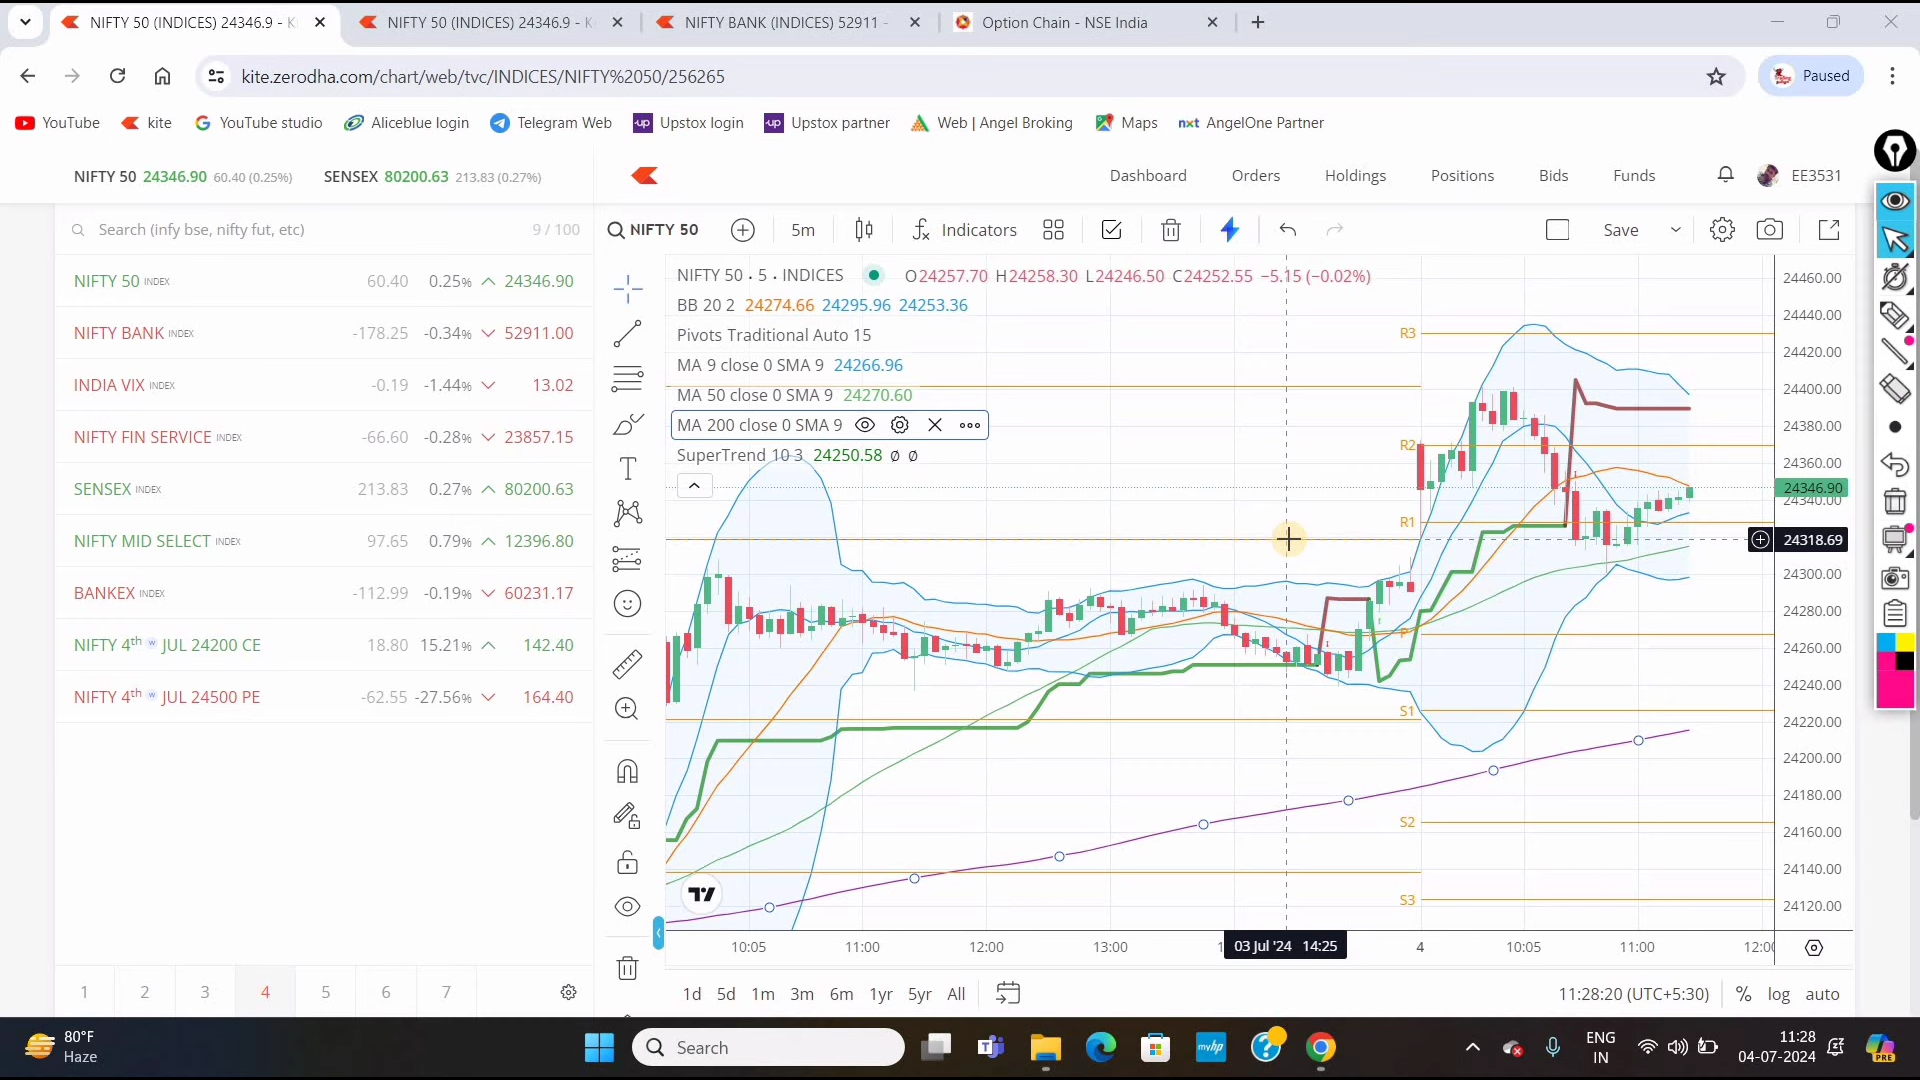 NIFTY 50 (INDICES) 24346.9 - K
NIFTY 50 (INDICES) 24346.9 - K
NIFTY BANK (INDICES) 52911 -
Option Chain - NSE India
kite.zerodha.com/chart/web/tvc/INDICES/NIFTY%2050/256265
Paused
YouTube
kite
YouTube studio
Aliceblue login
Telegram Web
Upstox login
Upstox partner
Web | Angel Broking
Maps
nxt AngelOne Partner
NIFTY 50 24346.90 60.40 (0.25%)
SENSEX 80200.63 213.83 (0.27%)
Dashboard
Orders
Holdings
Positions
Bids
Funds
EE3531
Search (infy bse, nifty fut, etc)
9 / 100
NIFTY 50 INDEX 60.40 0.25% 24346.90
NIFTY BANK INDEX -178.25 -0.34% 52911.00
INDIA VIX INDEX -0.19 -1.44% 13.02
NIFTY FIN SERVICE INDEX -66.60 -0.28% 23857.15
SENSEX INDEX 213.83 0.27% 80200.63
NIFTY MID SELECT INDEX 97.65 0.79% 12396.80
BANKEX INDEX -112.99 -0.19% 60231.17
NIFTY 4th w JUL 24200 CE 18.80 15.21% 142.40
NIFTY 4th w JUL 24500 PE -62.55 -27.56% 164.40
1 2 3 4 5 6 7
NIFTY 50
5m
Indicators
Save
NIFTY 50 · 5 · INDICES O24257.70 H24258.30 L24246.50 C24252.55 −5.15 (−0.02%)
BB 20 2 24274.66 24295.96 24253.36
Pivots Traditional Auto 15
MA 9 close 0 SMA 9 24266.96
MA 50 close 0 SMA 9 24270.60
MA 200 close 0 SMA 9
SuperTrend 10 3 24250.58 ø ø
R3
R2
R1
P
S1
S2
S3
24460.00
24440.00
24420.00
24400.00
24380.00
24360.00
24346.90
24340.00
24318.69
24300.00
24280.00
24260.00
24240.00
24220.00
24200.00
24180.00
24160.00
24140.00
24120.00
10:05
11:00
12:00
13:00
1
03 Jul '24 14:25
4
10:05
11:00
12:00
1d 5d 1m 3m 6m 1yr 5yr All
11:28:20 (UTC+5:30)
% log auto
80°F
Haze
Search
myhp
ENG
IN
11:28
04-07-2024
PRE